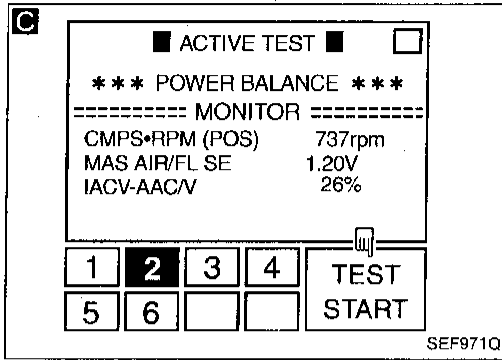 C
■ ACTIVE TEST ■
*** POWER BALANCE ***
========== MONITOR ==========
CMPS•RPM (POS) 737rpm
MAS AIR/FL SE 1.20V
IACV-AAC/V 26%
1 2 3 4
5 6
TEST
START
SEF971Q